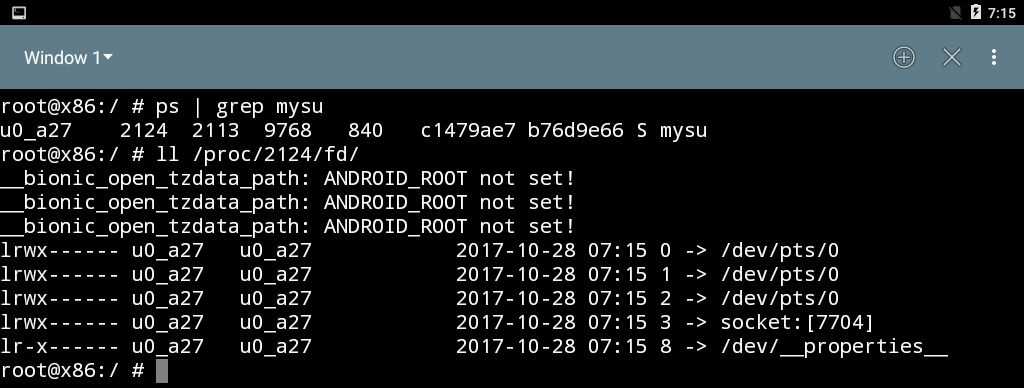 7:15
Window 1
root@x86:/ # ps | grep mysu
u0_a27    2124  2113  9768   840   c1479ae7 b76d9e66 S mysu
root@x86:/ # ll /proc/2124/fd/
__bionic_open_tzdata_path: ANDROID_ROOT not set!
__bionic_open_tzdata_path: ANDROID_ROOT not set!
__bionic_open_tzdata_path: ANDROID_ROOT not set!
lrwx------ u0_a27   u0_a27            2017-10-28 07:15 0 -> /dev/pts/0
lrwx------ u0_a27   u0_a27            2017-10-28 07:15 1 -> /dev/pts/0
lrwx------ u0_a27   u0_a27            2017-10-28 07:15 2 -> /dev/pts/0
lrwx------ u0_a27   u0_a27            2017-10-28 07:15 3 -> socket:[7704]
lr-x------ u0_a27   u0_a27            2017-10-28 07:15 8 -> /dev/__properties__
root@x86:/ #